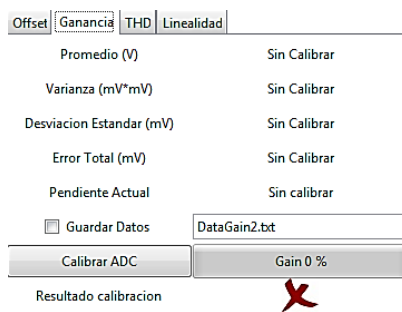 Offset Ganancia THD Linealidad
Promedio (V) Sin Calibrar
Varianza (mV*mV) Sin Calibrar
Desviacion Estandar (mV) Sin Calibrar
Error Total (mV) Sin Calibrar
Pendiente Actual Sin calibrar
Guardar Datos DataGain2.txt
Calibrar ADC Gain 0 %
Resultado calibracion